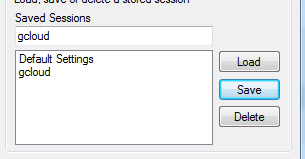 Load, save or delete a stored session
Saved Sessions
gcloud
Default Settings
gcloud
Load
Save
Delete